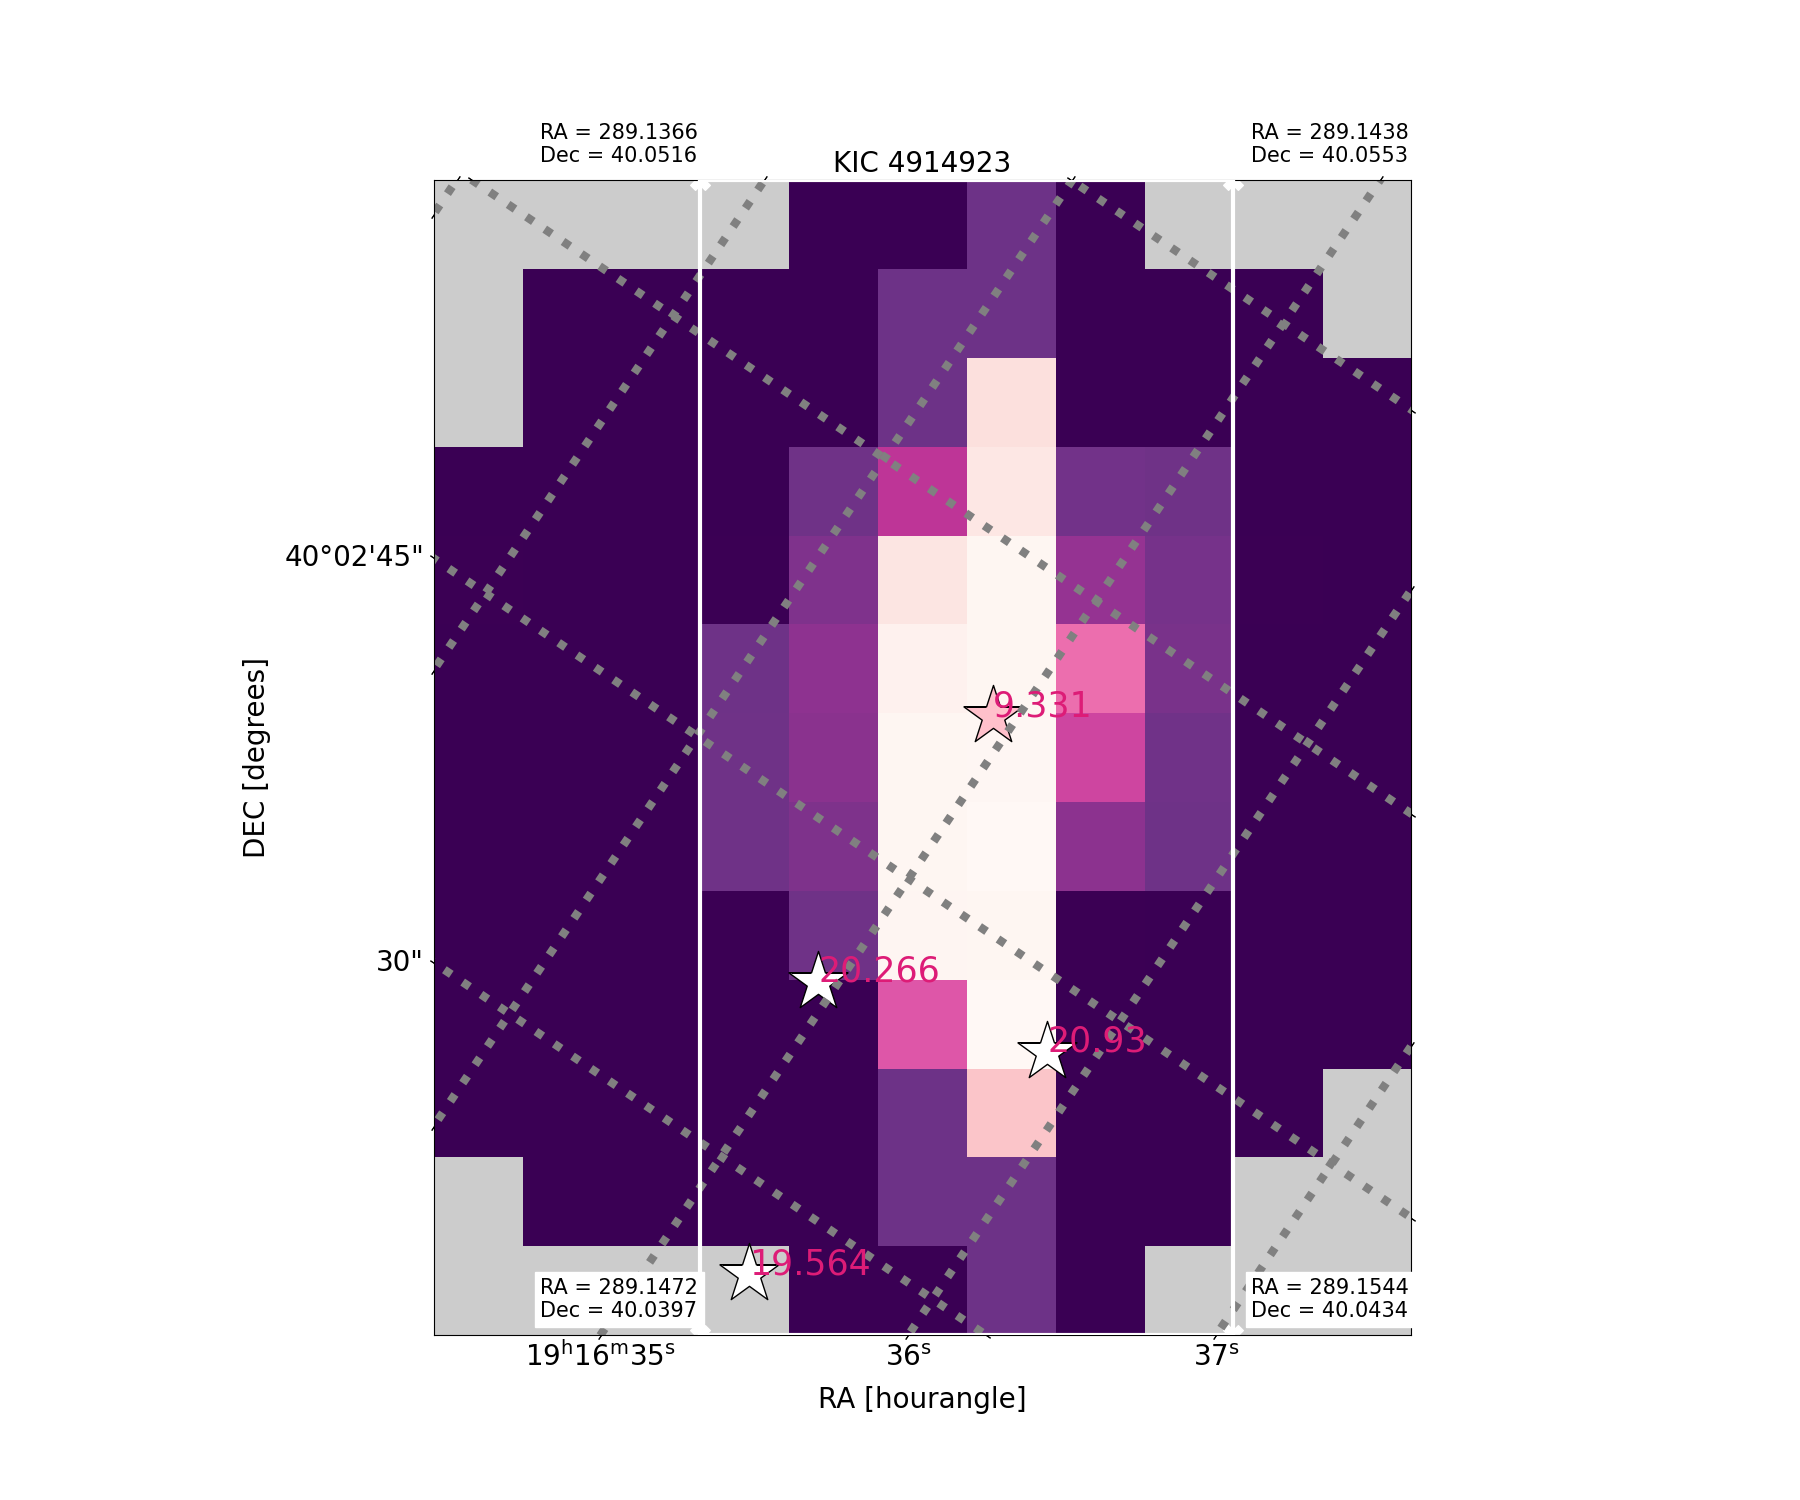 RA = 289.1366
Dec = 40.0516
RA = 289.1438
Dec = 40.0553
KIC 4914923
40°02'45"
30"
DEC [degrees]
9.331
20.266
20.93
19.564
RA = 289.1472
Dec = 40.0397
RA = 289.1544
Dec = 40.0434
19ʰ16ᵐ35ˢ
36ˢ
37ˢ
RA [hourangle]